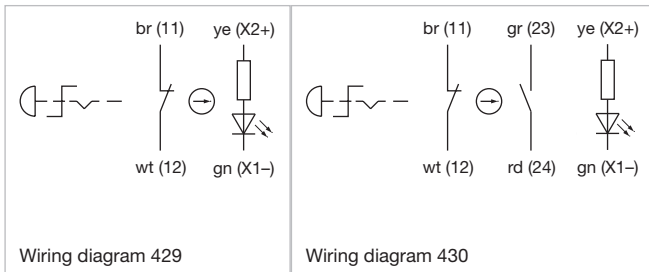 br (11) ye (X2+)
wt (12) gn (X1–)
Wiring diagram 429
br (11) gr (23) ye (X2+)
wt (12) rd (24) gn (X1–)
Wiring diagram 430